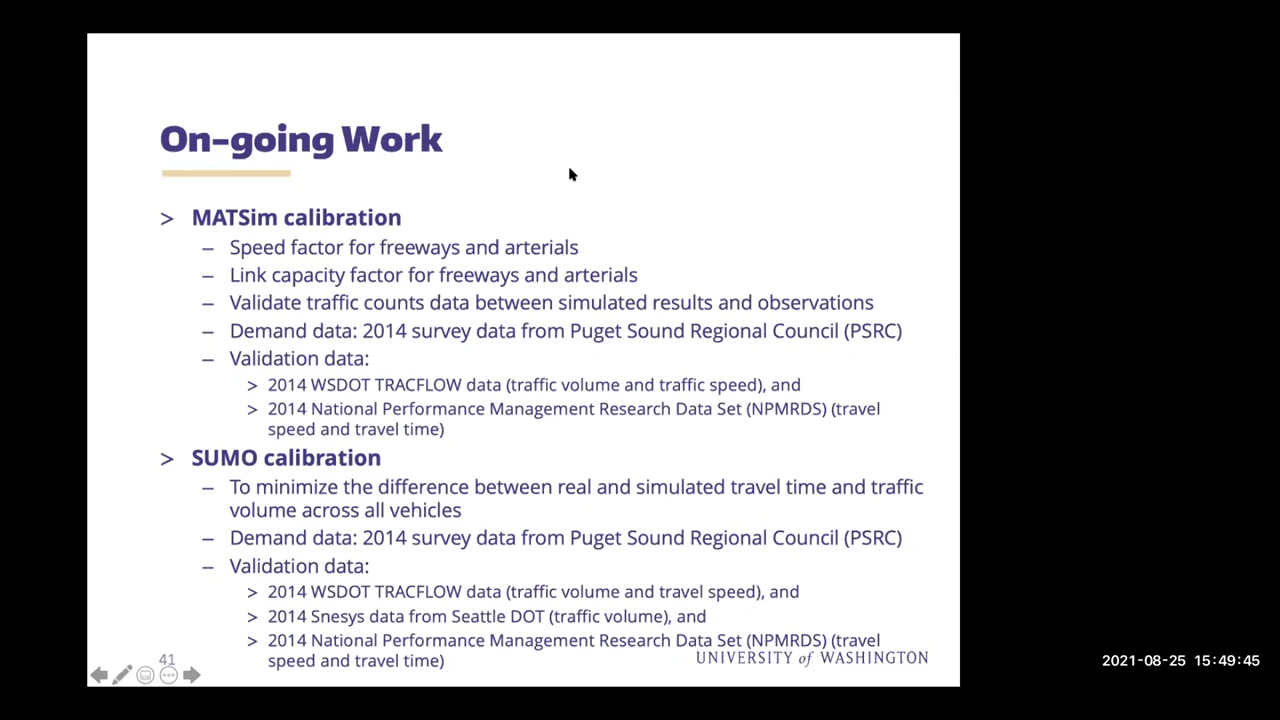 On-going Work
> MATSim calibration
– Speed factor for freeways and arterials
– Link capacity factor for freeways and arterials
– Validate traffic counts data between simulated results and observations
– Demand data: 2014 survey data from Puget Sound Regional Council (PSRC)
– Validation data:
> 2014 WSDOT TRACFLOW data (traffic volume and traffic speed), and
> 2014 National Performance Management Research Data Set (NPMRDS) (travel
speed and travel time)
> SUMO calibration
– To minimize the difference between real and simulated travel time and traffic
volume across all vehicles
– Demand data: 2014 survey data from Puget Sound Regional Council (PSRC)
– Validation data:
> 2014 WSDOT TRACFLOW data (traffic volume and travel speed), and
> 2014 Snesys data from Seattle DOT (traffic volume), and
> 2014 National Performance Management Research Data Set (NPMRDS) (travel
speed and travel time)
41
UNIVERSITY of WASHINGTON
2021-08-25 15:49:45